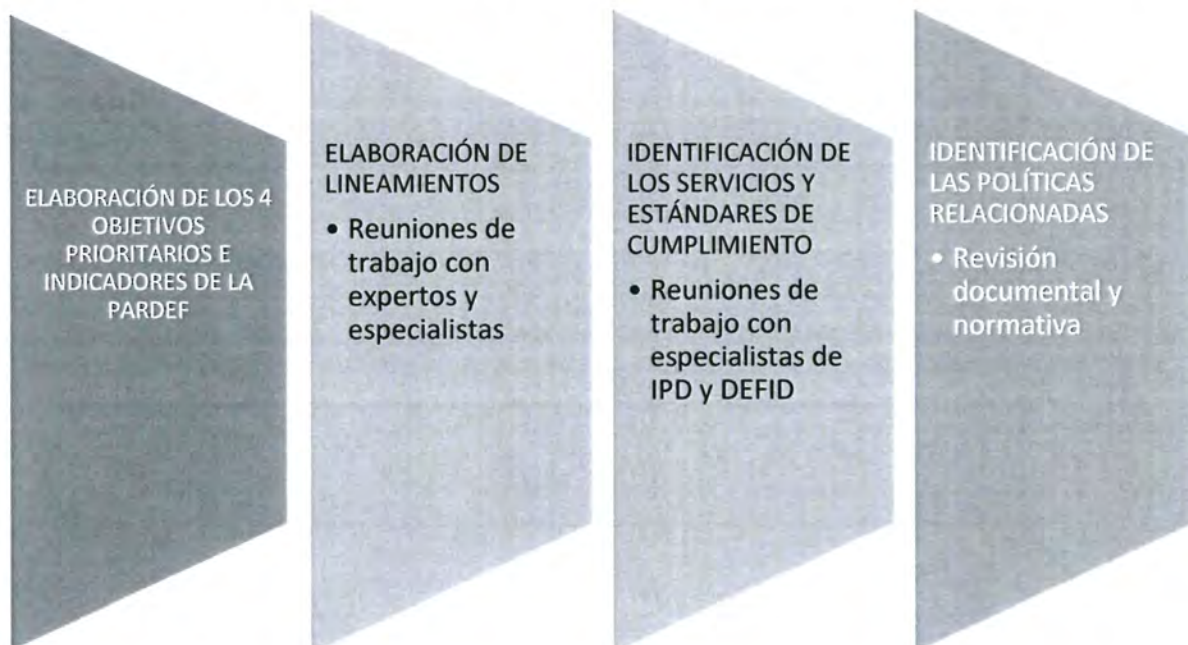 ELABORACIÓN DE LOS 4
OBJETIVOS
PRIORITARIOS E
INDICADORES DE LA
PARDEF
ELABORACIÓN DE
LINEAMIENTOS
• Reuniones de
trabajo con
expertos y
especialistas
IDENTIFICACIÓN DE
LOS SERVICIOS Y
ESTÁNDARES DE
CUMPLIMIENTO
• Reuniones de
trabajo con
especialistas de
IPD y DEFID
IDENTIFICACIÓN DE
LAS POLÍTICAS
RELACIONADAS
• Revisión
documental y
normativa